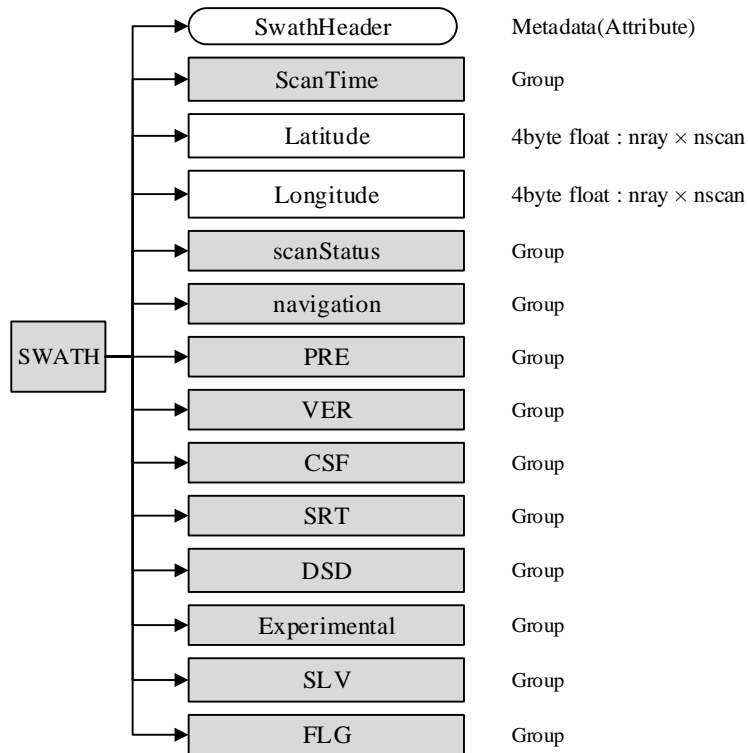 SwathHeader Metadata(Attribute)
ScanTime Group
Latitude 4byte float : nray × nscan
Longitude 4byte float : nray × nscan
scanStatus Group
navigation Group
SWATH
PRE Group
VER Group
CSF Group
SRT Group
DSD Group
Experimental Group
SLV Group
FLG Group